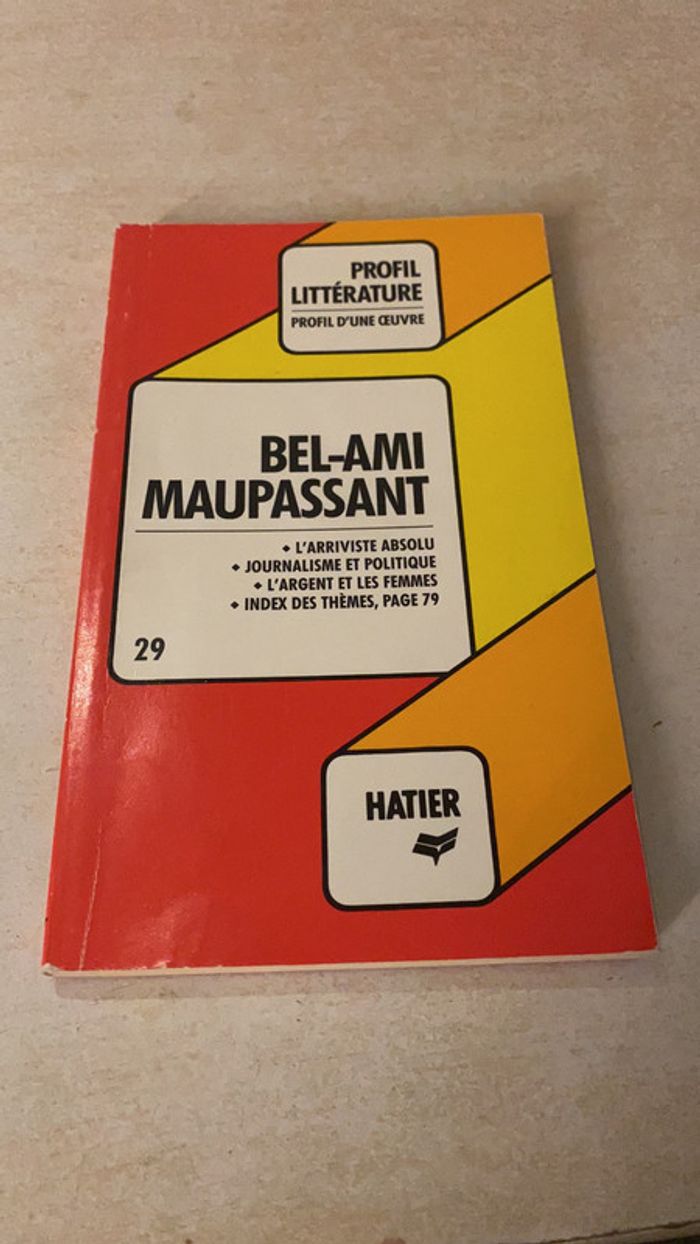 PROFIL
LITTÉRATURE
PROFIL D'UNE ŒUVRE
BEL-AMI
MAUPASSANT
◆ L'ARRIVISTE ABSOLU
◆ JOURNALISME ET POLITIQUE
◆ L'ARGENT ET LES FEMMES
◆ INDEX DES THÈMES, PAGE 79
29
HATIER